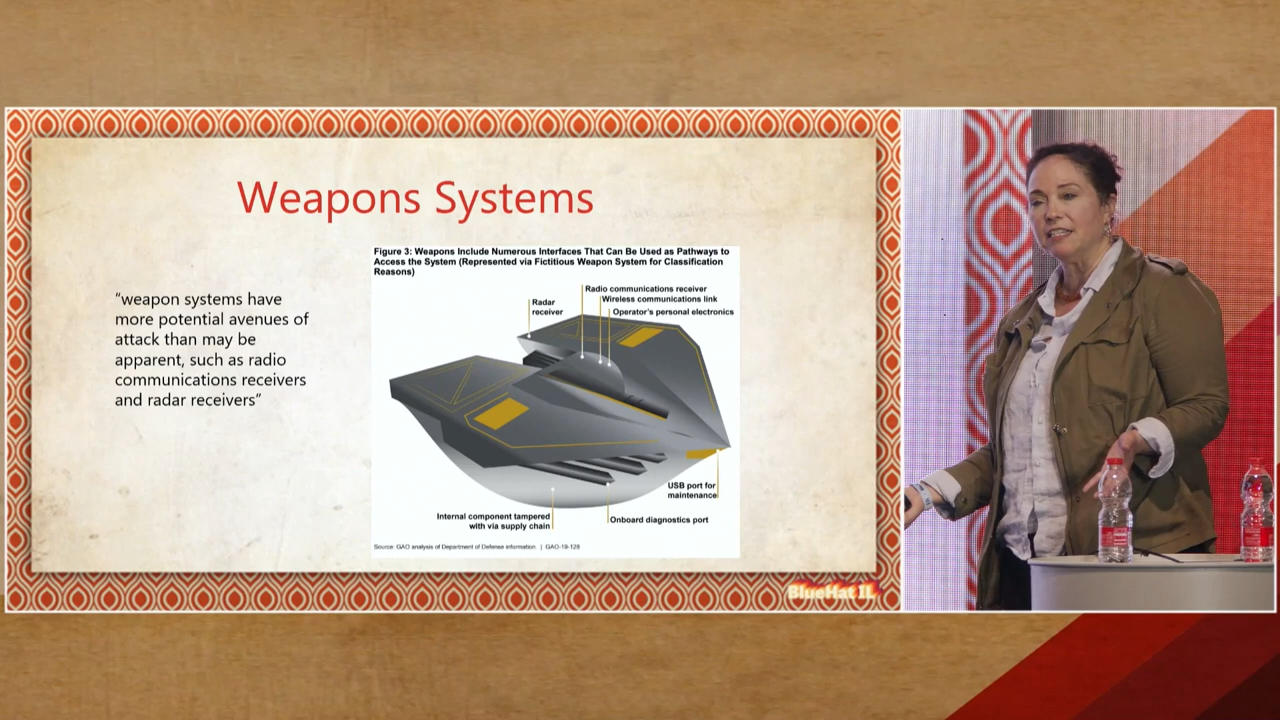 Weapons Systems
“weapon systems have
more potential avenues of
attack than may be
apparent, such as radio
communications receivers
and radar receivers”
Figure 3: Weapons Include Numerous Interfaces That Can Be Used as Pathways to
Access the System (Represented via Fictitious Weapon System for Classification
Reasons)
Radio communications receiver
Wireless communications link
Operator's personal electronics
Radar
receiver
USB port for
maintenance
Internal component tampered
with via supply chain
Onboard diagnostics port
Source: GAO analysis of Department of Defense information. | GAO-19-128
BlueHat IL